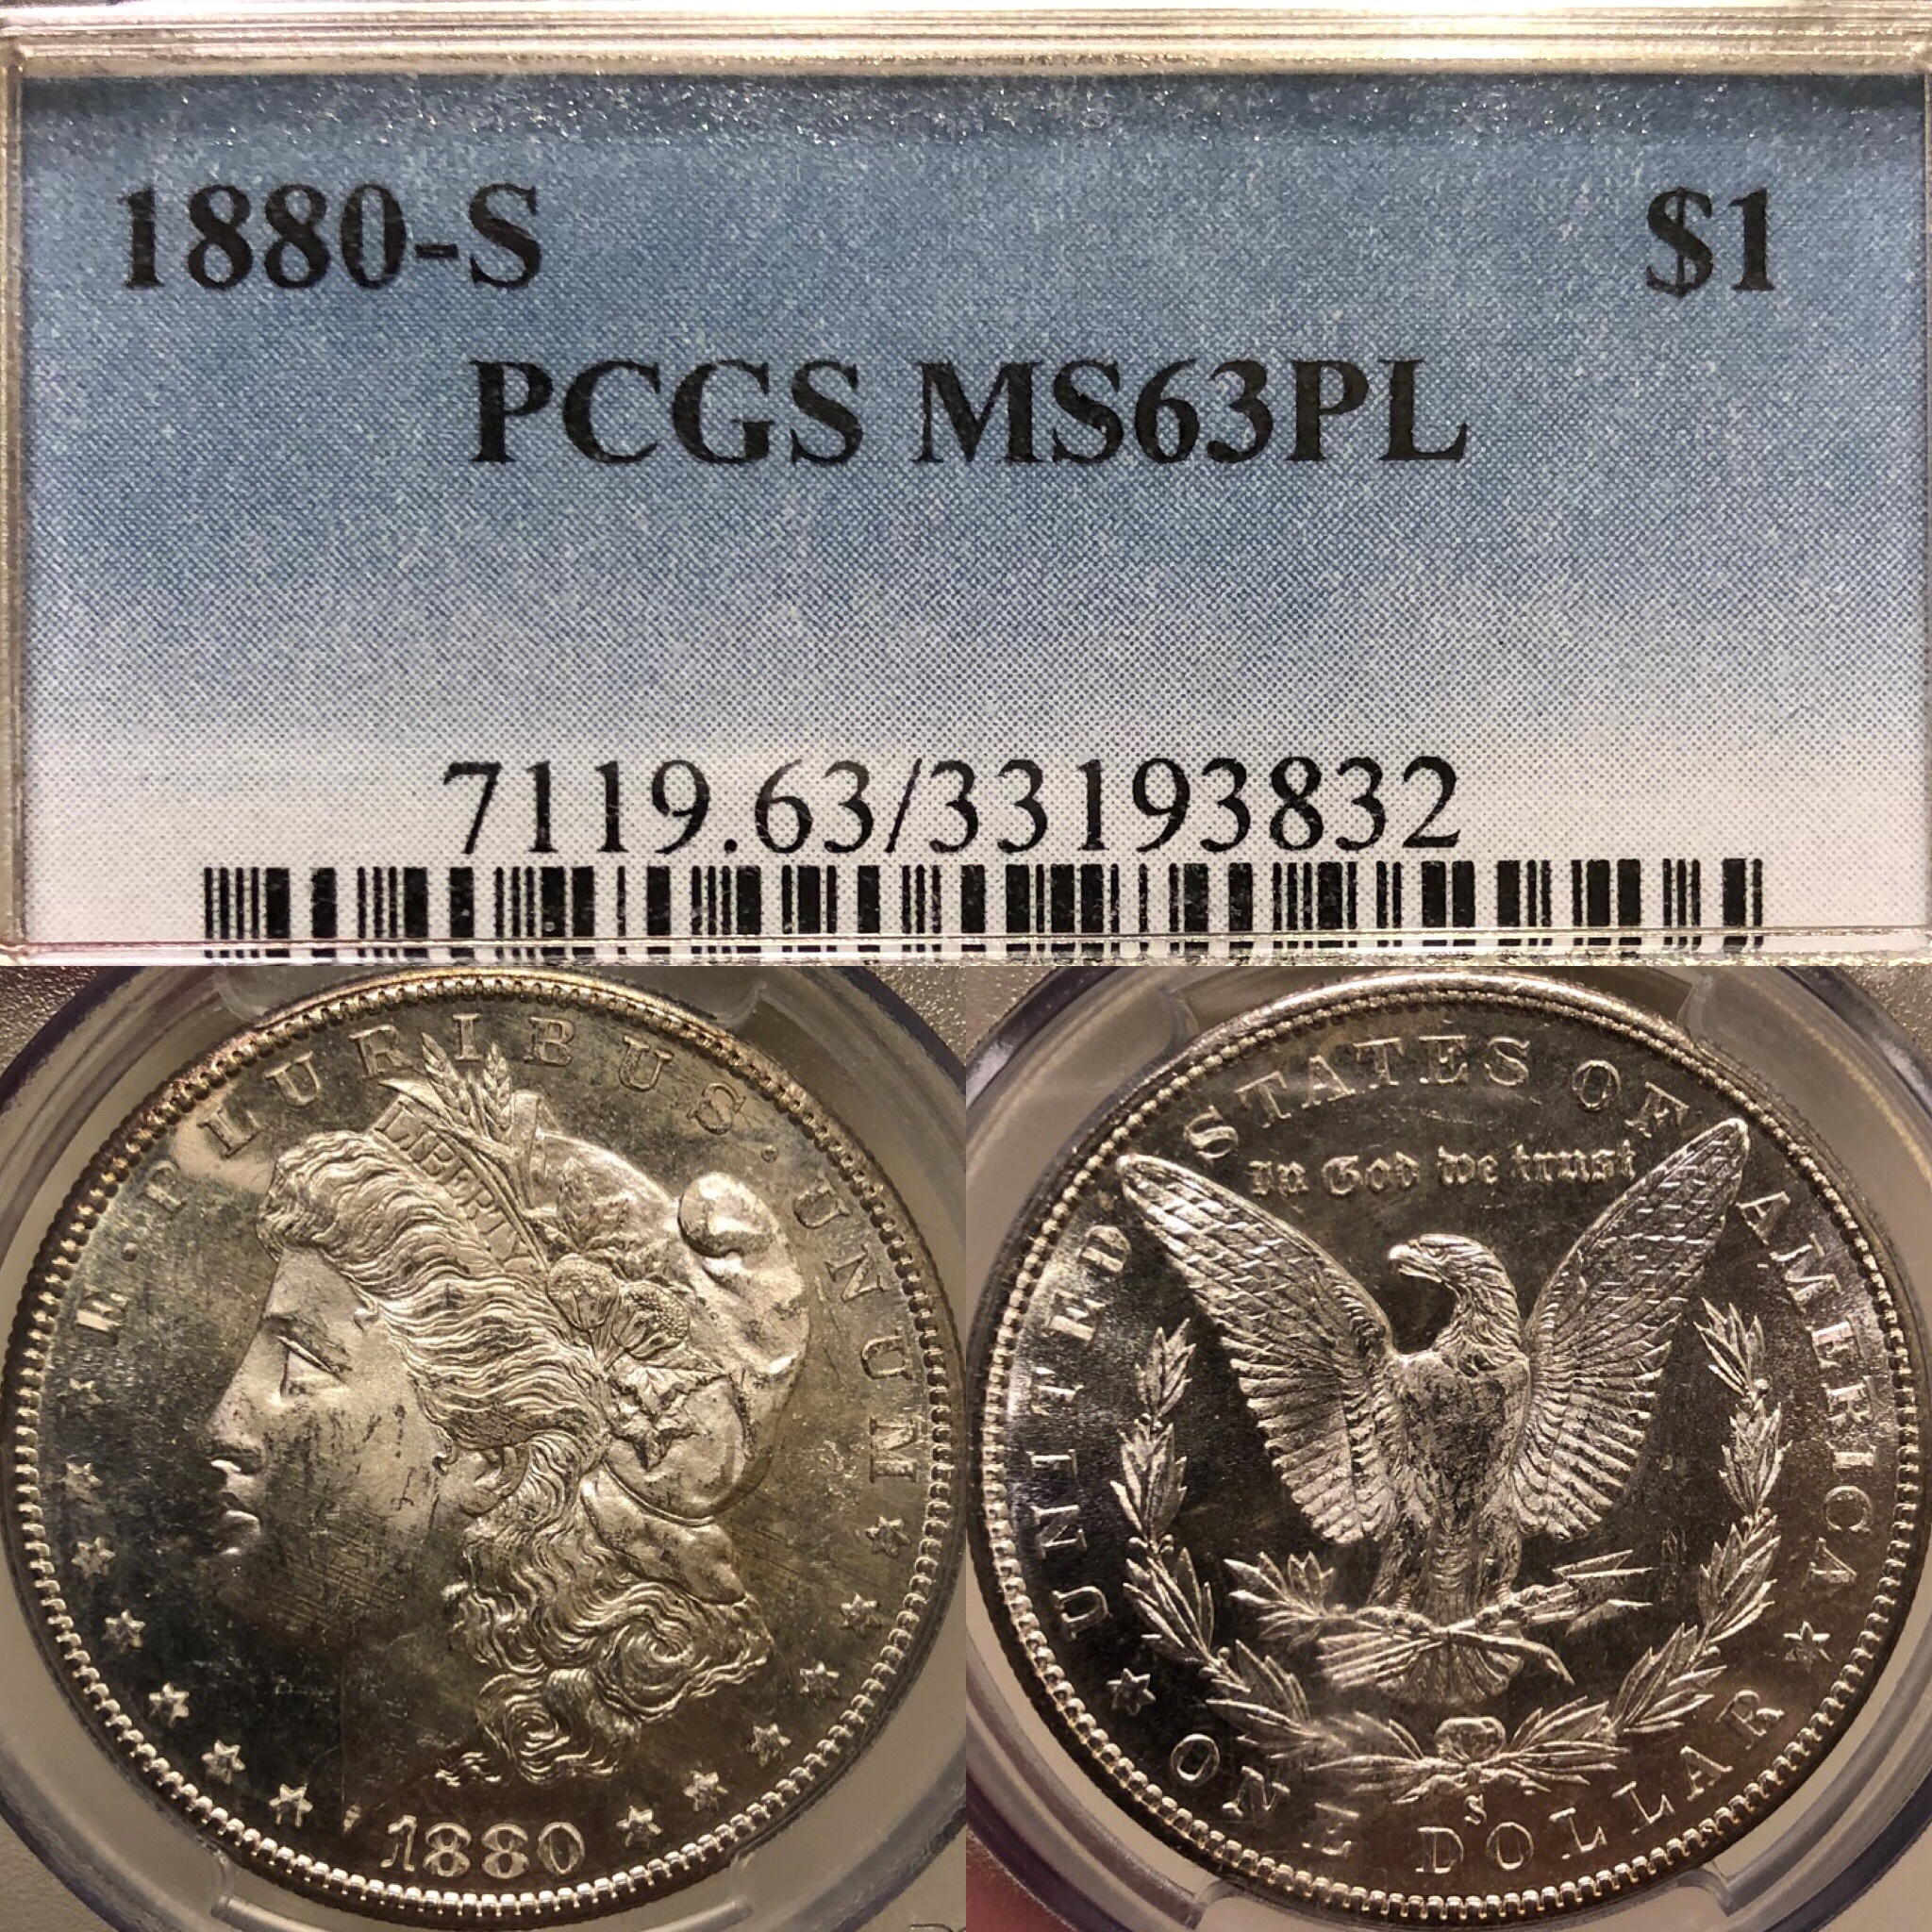 1880-S $1
PCGS MS63PL
7119.63/33193832
E·PLURIBUS·UNUM
LIBERTY
1880
UNITED STATES OF AMERICA
In God we trust
S
ONE DOLLAR